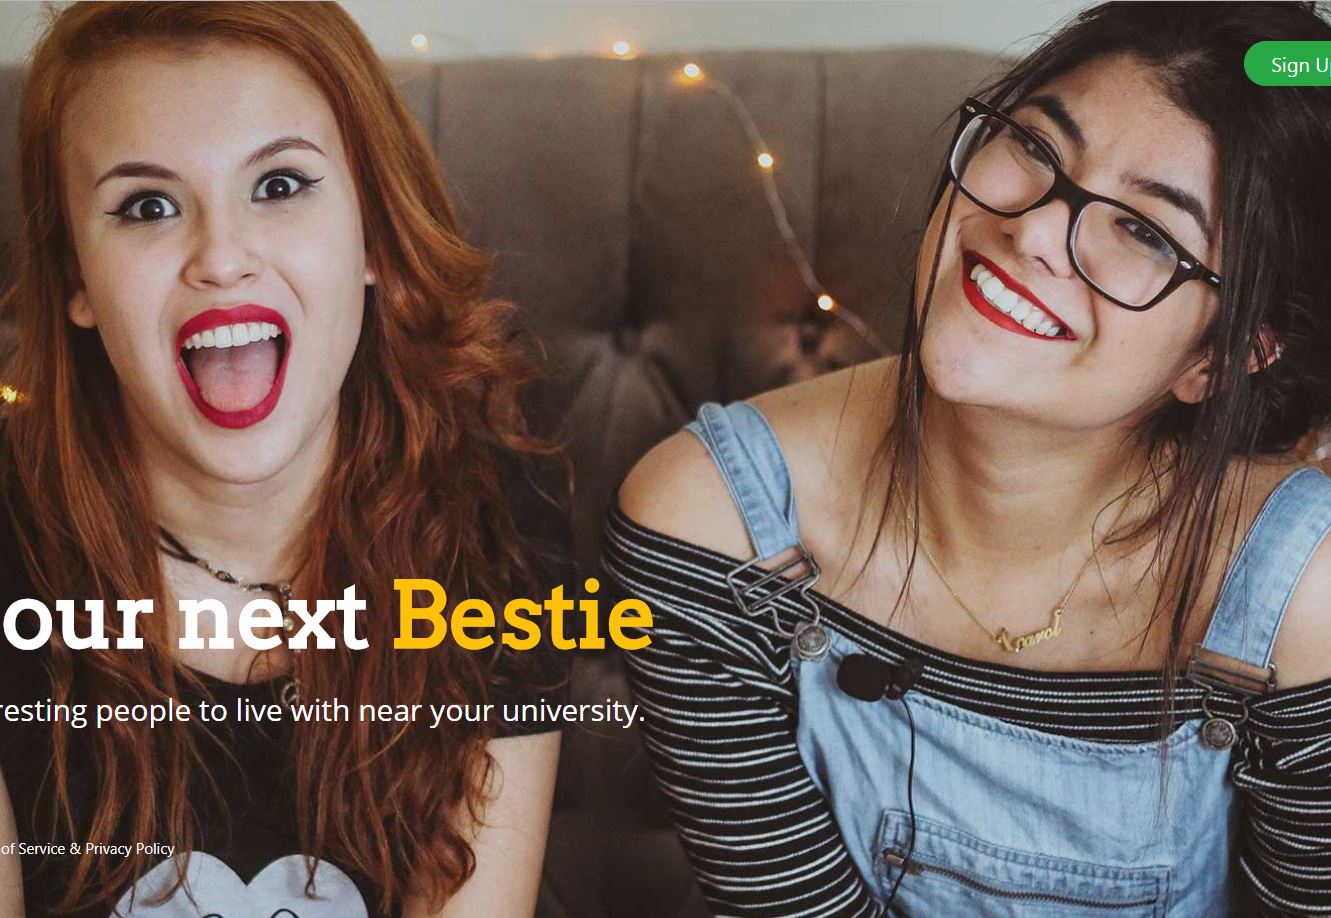 Sign U
our next Bestie
resting people to live with near your university.
of Service & Privacy Policy